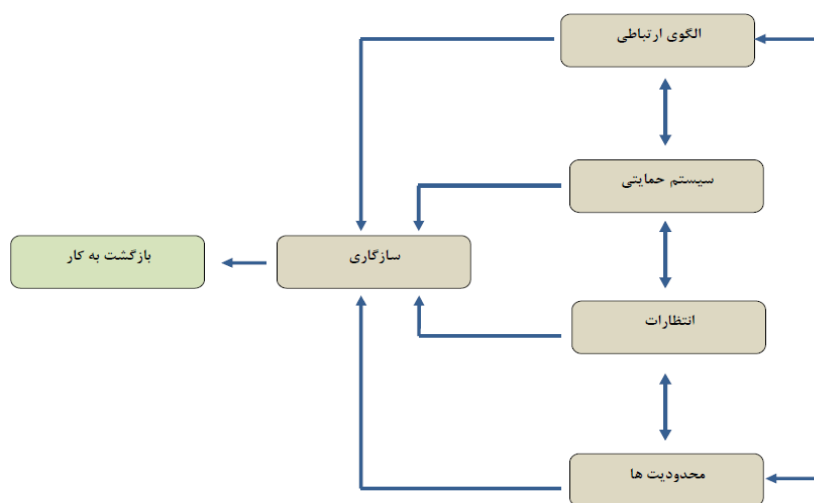 الگوی ارتباطی
سیستم حمایتی
سازگاری
بازگشت به کار
انتظارات
محدودیت ها